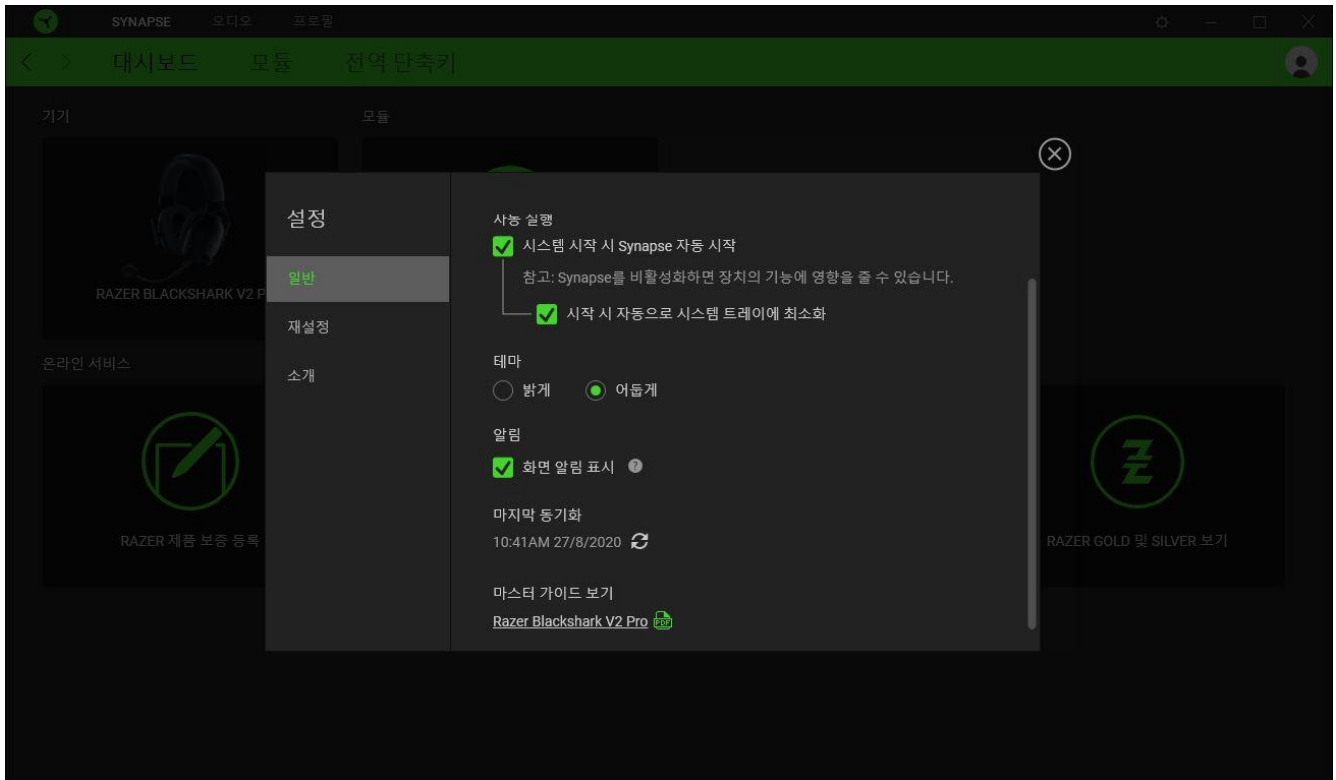 SYNAPSE 오디오 프로필
대시보드 모듈 전역 단축키
기기 모듈
RAZER BLACKSHARK V2 P
온라인 서비스
RAZER 제품 보증 등록
RAZER GOLD 및 SILVER 보기
설정
일반
재설정
소개
자동 실행
시스템 시작 시 Synapse 자동 시작
참고: Synapse를 비활성화하면 장치의 기능에 영향을 줄 수 있습니다.
시작 시 자동으로 시스템 트레이에 최소화
테마
밝게 어둡게
알림
화면 알림 표시 ?
마지막 동기화
10:41AM 27/8/2020
마스터 가이드 보기
Razer Blackshark V2 Pro PDF